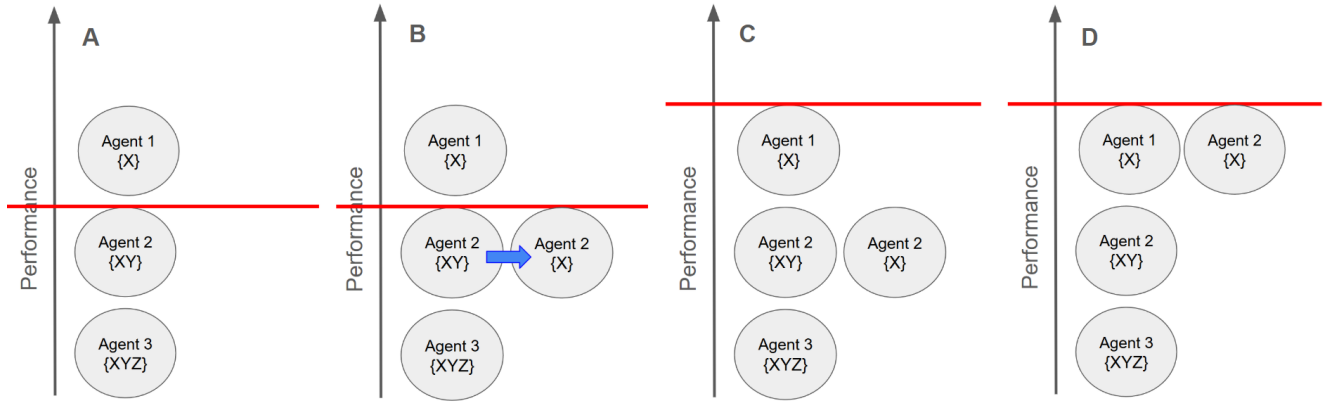 A
Performance
Agent 1
{X}
Agent 2
{XY}
Agent 3
{XYZ}
B
Performance
Agent 1
{X}
Agent 2
{XY}
Agent 2
{X}
Agent 3
{XYZ}
C
Performance
Agent 1
{X}
Agent 2
{XY}
Agent 2
{X}
Agent 3
{XYZ}
D
Performance
Agent 1
{X}
Agent 2
{X}
Agent 2
{XY}
Agent 3
{XYZ}